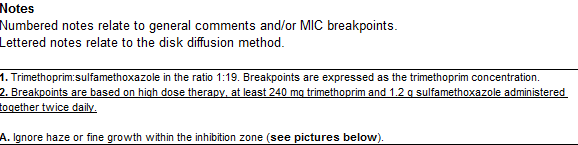 Notes
Numbered notes relate to general comments and/or MIC breakpoints.
Lettered notes relate to the disk diffusion method.
1. Trimethoprim:sulfamethoxazole in the ratio 1:19. Breakpoints are expressed as the trimethoprim concentration.
2. Breakpoints are based on high dose therapy, at least 240 mg trimethoprim and 1.2 g sulfamethoxazole administered
together twice daily.
A. Ignore haze or fine growth within the inhibition zone (see pictures below).